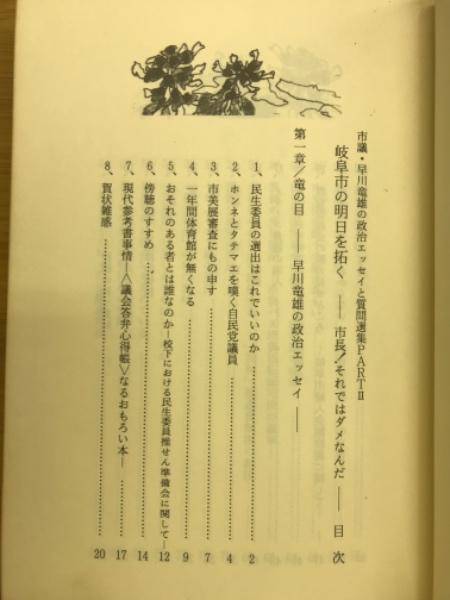 市議・早川竜雄の政治エッセイと質問選集PARTⅡ
岐阜市の明日を拓く ―― 市長!それではダメなんだ ―― 目次
第一章/竜の目 ―― 早川竜雄の政治エッセイ ――
1、民生委員の選出はこれでいいのか…………2
2、ホンネとタテマエを嘆く自民党議員…………4
3、市美展審査にもの申す…………7
4、一年間体育館が無くなる…………9
5、おそれのある者とは誰なのか―校下における民生委員推せん準備会に関して―…12
6、傍聴のすすめ…………14
7、現代参考書事情―〈議会答弁心得帳〉なるおもろい本―…………17
8、賀状雑感…………20